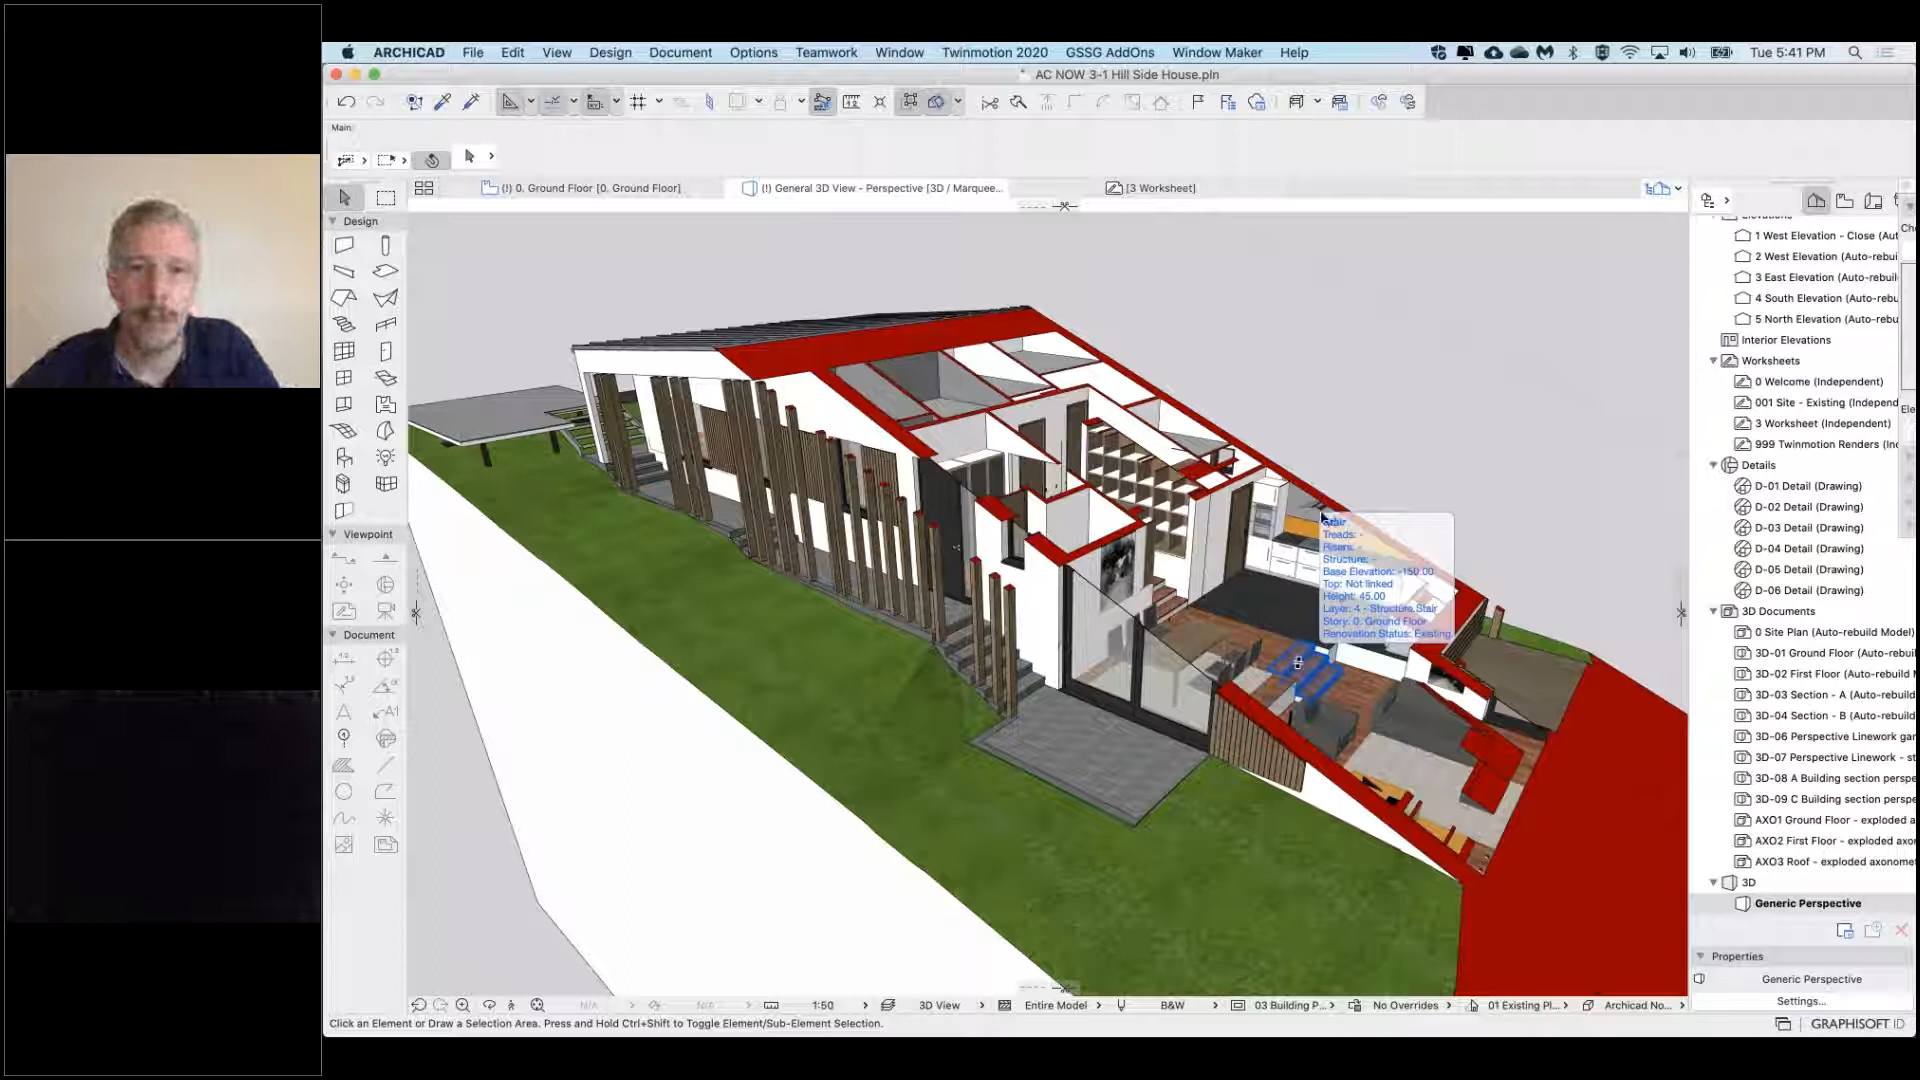 ARCHICAD File Edit View Design Document Options Teamwork Window Twinmotion 2020 GSSG AddOns Window Maker Help Tue 5:41 PM
AC NOW 3-1 Hill Side House.pln
Main:
(!) 0. Ground Floor [0. Ground Floor]
(!) General 3D View - Perspective [3D / Marquee...
[3 Worksheet]
Design
Viewpoint
Document
Stair
Treads: -
Risers: -
Structure: -
Base Elevation: -150.00
Top: Not linked
Height: 45.00
Layer: 4 - Structure.Stair
Story: 0. Ground Floor
Renovation Status: Existing
Elevations
1 West Elevation - Close (Aut
2 West Elevation (Auto-rebui
3 East Elevation (Auto-rebuil
4 South Elevation (Auto-rebu
5 North Elevation (Auto-rebu
Interior Elevations
Worksheets
0 Welcome (Independent)
001 Site - Existing (Independ
3 Worksheet (Independent)
999 Twinmotion Renders (Inc
Details
D-01 Detail (Drawing)
D-02 Detail (Drawing)
D-03 Detail (Drawing)
D-04 Detail (Drawing)
D-05 Detail (Drawing)
D-06 Detail (Drawing)
3D Documents
0 Site Plan (Auto-rebuild Model)
3D-01 Ground Floor (Auto-rebuild
3D-02 First Floor (Auto-rebuild M
3D-03 Section - A (Auto-rebuild
3D-04 Section - B (Auto-rebuild
3D-06 Perspective Linework gar
3D-07 Perspective Linework - st
3D-08 A Building section perspe
3D-09 C Building section perspe
AXO1 Ground Floor - exploded a
AXO2 First Floor - exploded axor
AXO3 Roof - exploded axonomet
3D
Generic Perspective
Properties
Generic Perspective
Settings...
N/A N/A 1:50 3D View Entire Model B&W 03 Building P... No Overrides 01 Existing Pl... Archicad No...
Click an Element or Draw a Selection Area. Press and Hold Ctrl+Shift to Toggle Element/Sub-Element Selection.
GRAPHISOFT ID